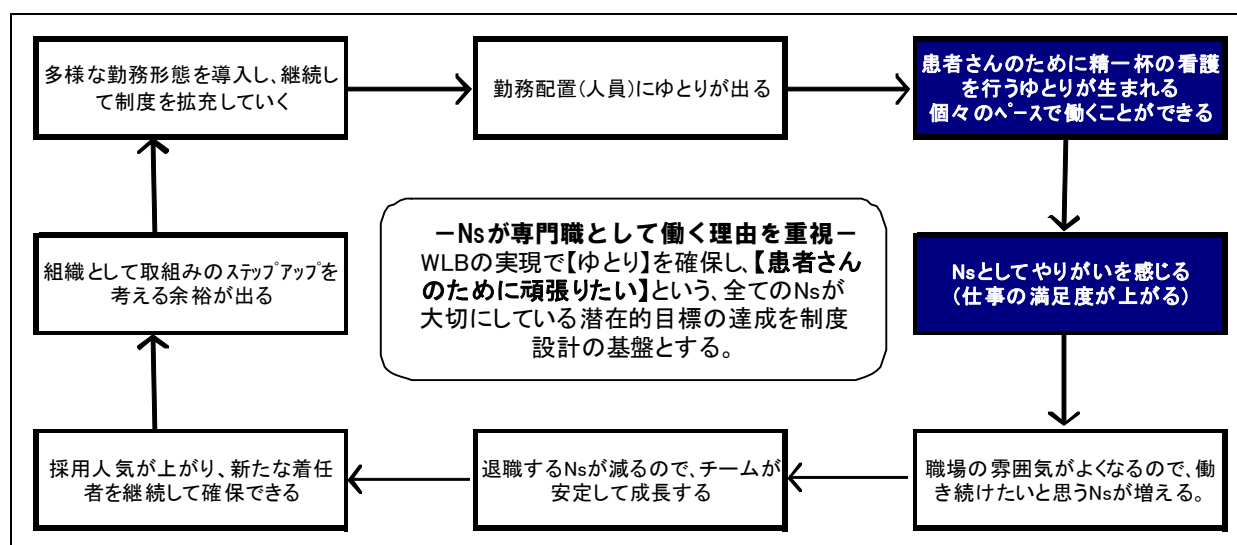 多様な勤務形態を導入し、継続し
て制度を拡充していく
勤務配置(人員)にゆとりが出る
患者さんのために精一杯の看護
を行うゆとりが生まれる
個々のﾍﾟｰｽで働くことができる
－Nsが専門職として働く理由を重視－
WLBの実現で【ゆとり】を確保し、【患者さん
のために頑張りたい】という、全てのNsが
大切にしている潜在的目標の達成を制度
設計の基盤とする。
組織として取組みのｽﾃｯﾌﾟｱｯﾌﾟを
考える余裕が出る
Nsとしてやりがいを感じる
(仕事の満足度が上がる)
採用人気が上がり、新たな着任
者を継続して確保できる
退職するNsが減るので、チームが
安定して成長する
職場の雰囲気がよくなるので、働
き続けたいと思うNsが増える。